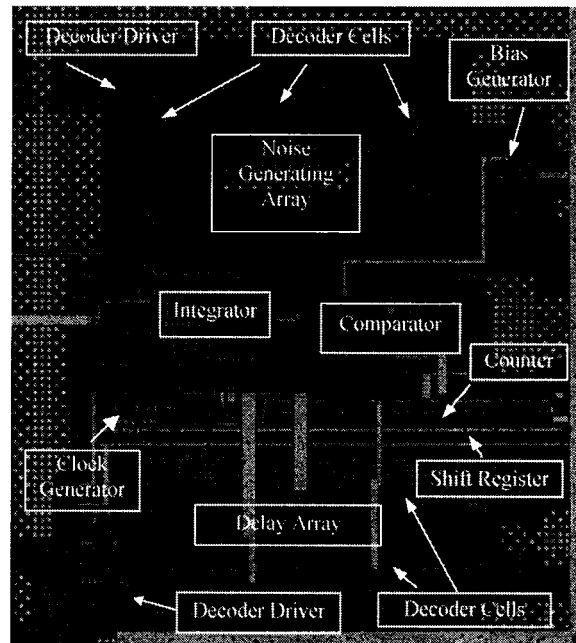 Decoder Driver
Decoder Cells
Bias
Generator
Noise
Generating
Array
Integrator
Comparator
Counter
Clock
Generator
Shift Register
Delay Array
Decoder Driver
Decoder Cells